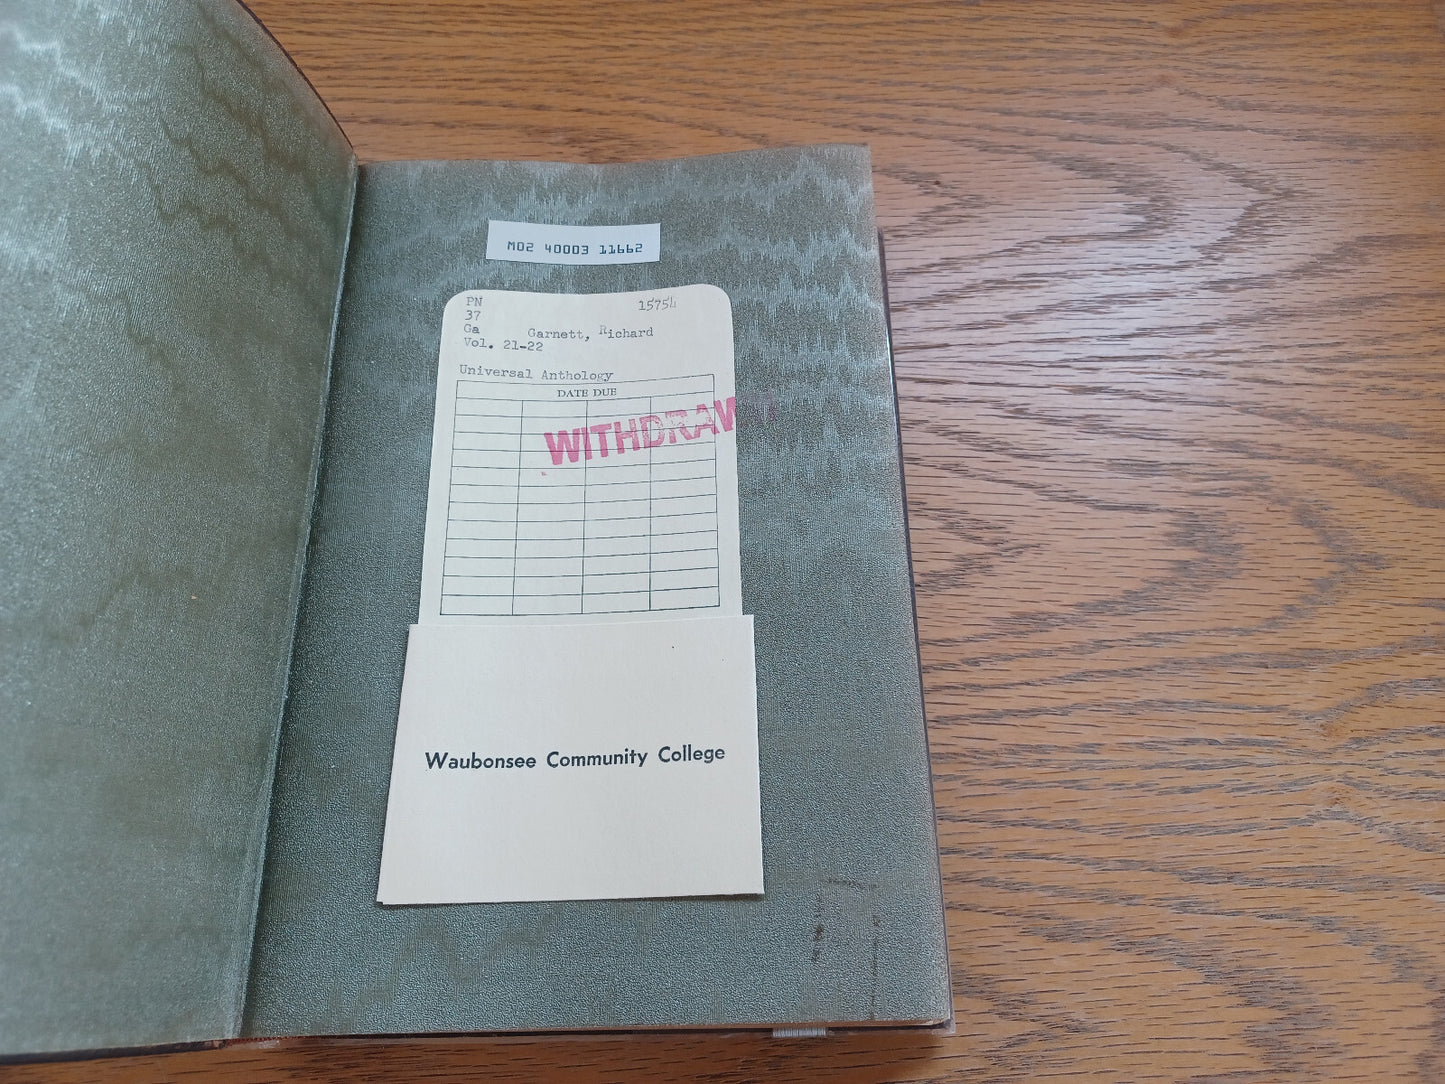 M02 40003 11662
PN 15754
37
Ga Garnett, Richard
Vol. 21-22
Universal Anthology
DATE DUE
WITHDRAWN
Waubonsee Community College